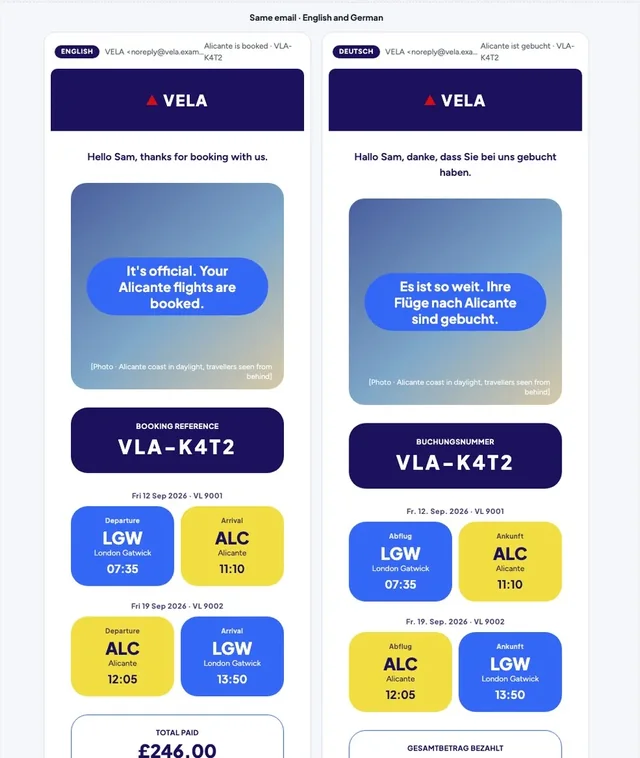 Same email · English and German
ENGLISH
VELA <noreply@vela.exam...
Alicante is booked · VLA-
K4T2
VELA
Hello Sam, thanks for booking with us.
It's official. Your
Alicante flights are
booked.
[Photo · Alicante coast in daylight, travellers seen from
behind]
BOOKING REFERENCE
VLA-K4T2
Fri 12 Sep 2026 · VL 9001
Departure
LGW
London Gatwick
07:35
Arrival
ALC
Alicante
11:10
Fri 19 Sep 2026 · VL 9002
Departure
ALC
Alicante
12:05
Arrival
LGW
London Gatwick
13:50
TOTAL PAID
£246.00
DEUTSCH
VELA <noreply@vela.exa...
Alicante ist gebucht · VLA-
K4T2
VELA
Hallo Sam, danke, dass Sie bei uns gebucht
haben.
Es ist so weit. Ihre
Flüge nach Alicante
sind gebucht.
[Photo · Alicante coast in daylight, travellers seen from
behind]
BUCHUNGSNUMMER
VLA-K4T2
Fr. 12. Sep. 2026 · VL 9001
Abflug
LGW
London Gatwick
07:35
Ankunft
ALC
Alicante
11:10
Fr. 19. Sep. 2026 · VL 9002
Abflug
ALC
Alicante
12:05
Ankunft
LGW
London Gatwick
13:50
GESAMTBETRAG BEZAHLT